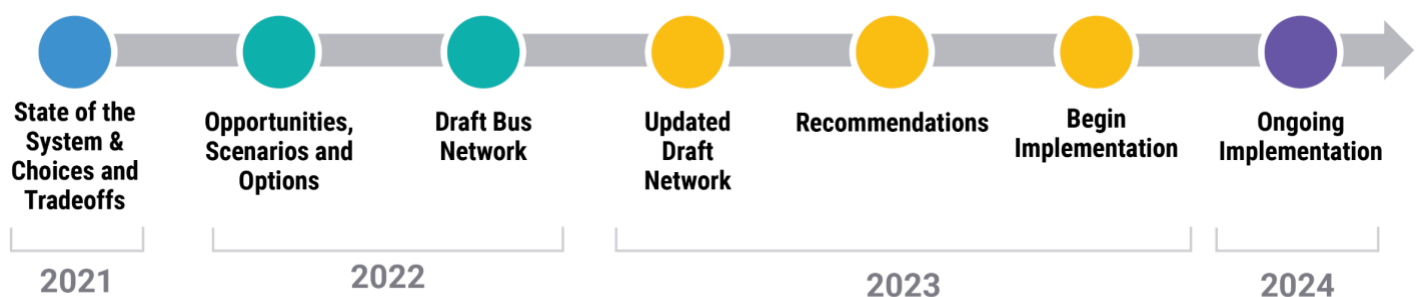 State of the
System &
Choices and
Tradeoffs
Opportunities,
Scenarios and
Options
Draft Bus
Network
Updated
Draft
Network
Recommendations
Begin
Implementation
Ongoing
Implementation
2021
2022
2023
2024